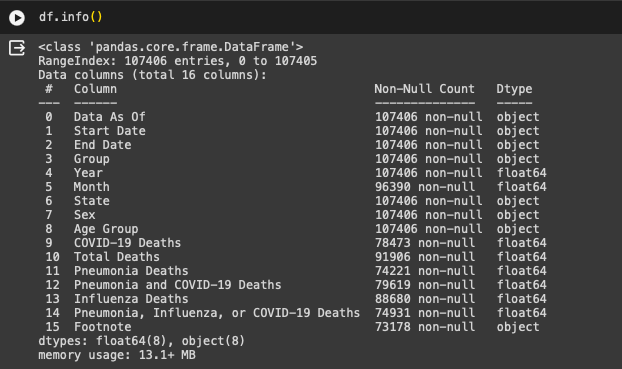 df.info()
<class 'pandas.core.frame.DataFrame'>
RangeIndex: 107406 entries, 0 to 107405
Data columns (total 16 columns):
 #   Column                                    Non-Null Count   Dtype
---  ------                                    --------------   -----
 0   Data As Of                                107406 non-null  object
 1   Start Date                                107406 non-null  object
 2   End Date                                  107406 non-null  object
 3   Group                                     107406 non-null  object
 4   Year                                      107406 non-null  float64
 5   Month                                     96390 non-null   float64
 6   State                                     107406 non-null  object
 7   Sex                                       107406 non-null  object
 8   Age Group                                 107406 non-null  object
 9   COVID-19 Deaths                           78473 non-null   float64
 10  Total Deaths                              91906 non-null   float64
 11  Pneumonia Deaths                          74221 non-null   float64
 12  Pneumonia and COVID-19 Deaths             79619 non-null   float64
 13  Influenza Deaths                          88680 non-null   float64
 14  Pneumonia, Influenza, or COVID-19 Deaths  74931 non-null   float64
 15  Footnote                                  73178 non-null   object
dtypes: float64(8), object(8)
memory usage: 13.1+ MB